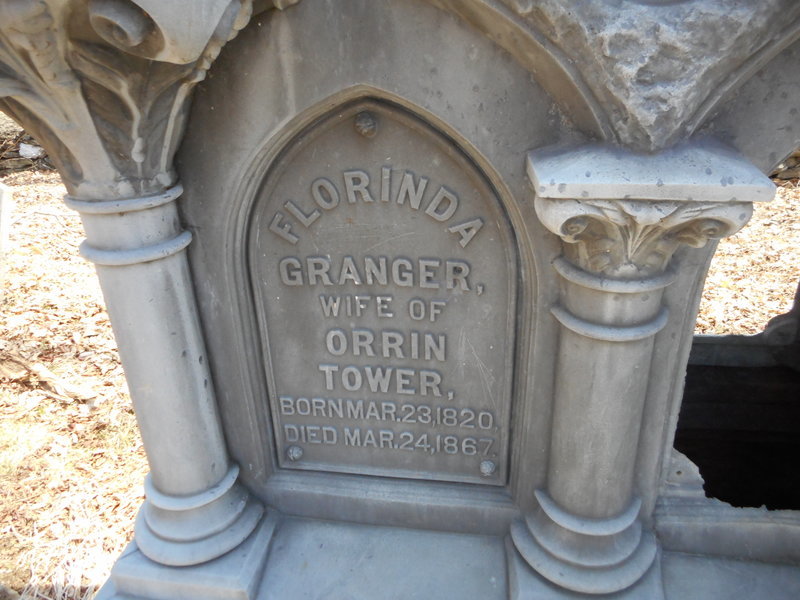 FLORINDA
GRANGER,
WIFE OF
ORRIN
TOWER,
BORN MAR.23,1820.
DIED MAR.24,1867.